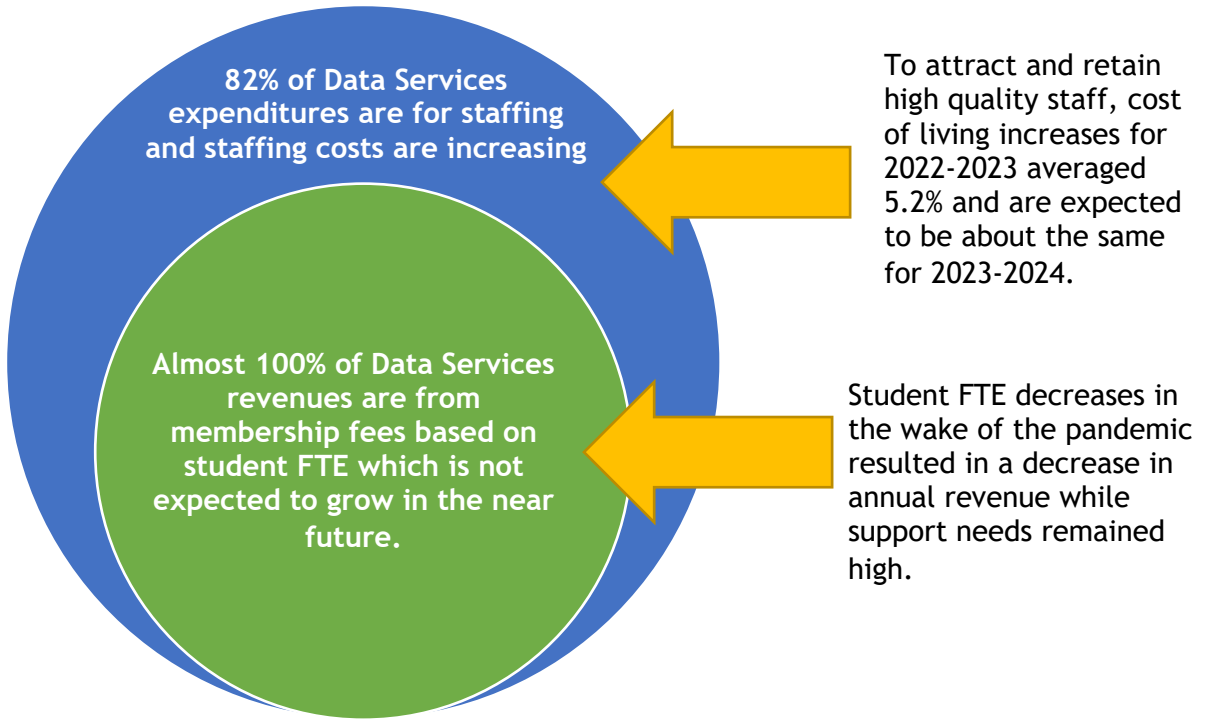 82% of Data Services
expenditures are for staffing
and staffing costs are increasing
To attract and retain
high quality staff, cost
of living increases for
2022-2023 averaged
5.2% and are expected
to be about the same
for 2023-2024.
Almost 100% of Data Services
revenues are from
membership fees based on
student FTE which is not
expected to grow in the near
future.
Student FTE decreases in
the wake of the pandemic
resulted in a decrease in
annual revenue while
support needs remained
high.